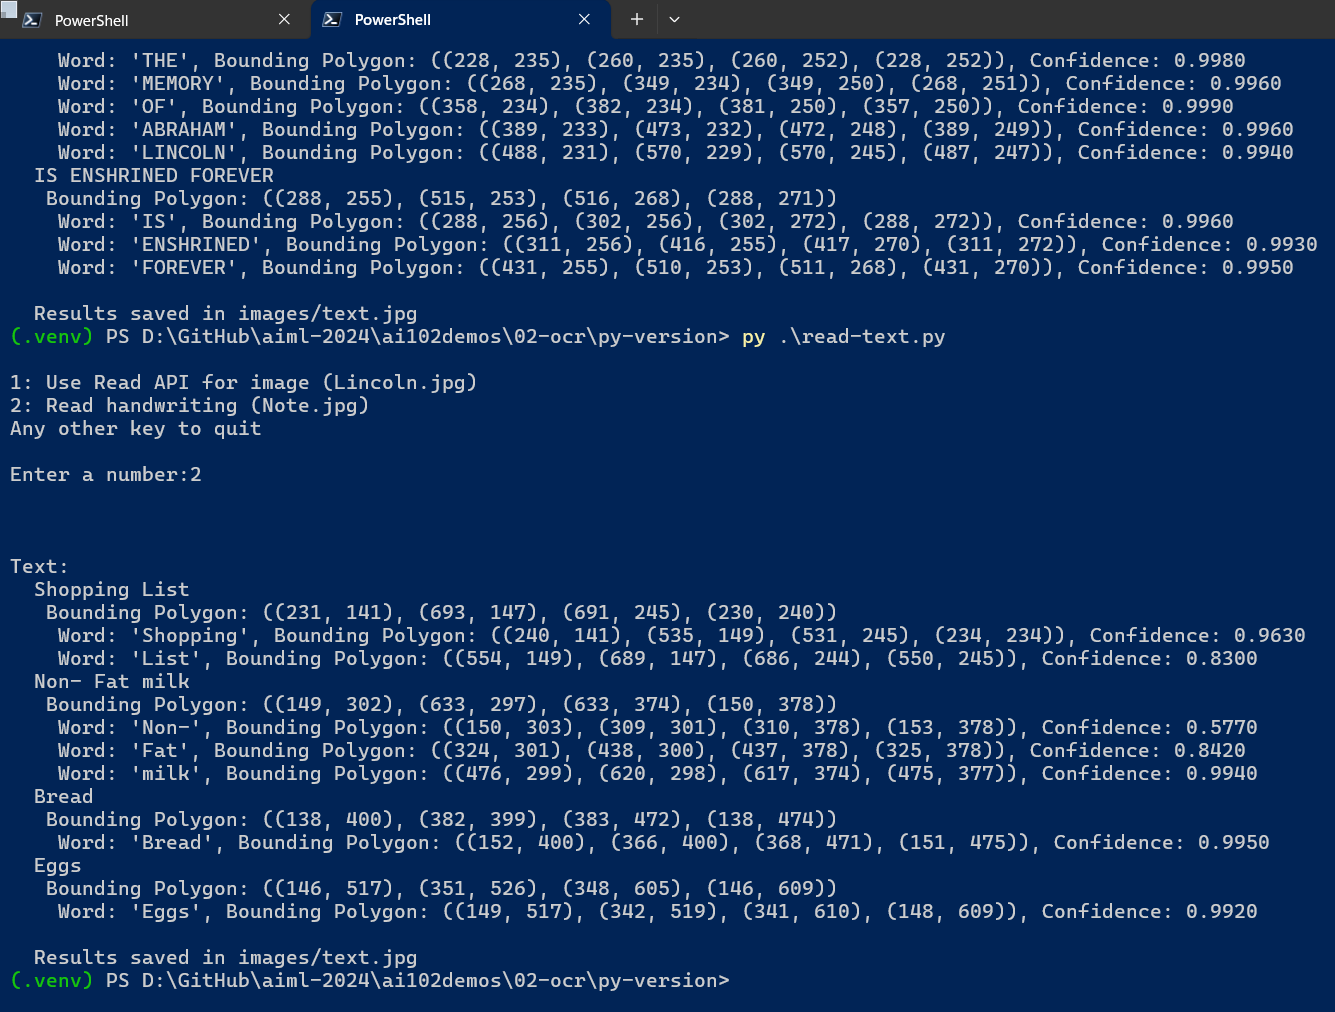 PowerShell
PowerShell
Word: 'THE', Bounding Polygon: ((228, 235), (260, 235), (260, 252), (228, 252)), Confidence: 0.9980
Word: 'MEMORY', Bounding Polygon: ((268, 235), (349, 234), (349, 250), (268, 251)), Confidence: 0.9960
Word: 'OF', Bounding Polygon: ((358, 234), (382, 234), (381, 250), (357, 250)), Confidence: 0.9990
Word: 'ABRAHAM', Bounding Polygon: ((389, 233), (473, 232), (472, 248), (389, 249)), Confidence: 0.9960
Word: 'LINCOLN', Bounding Polygon: ((488, 231), (570, 229), (570, 245), (487, 247)), Confidence: 0.9940
IS ENSHRINED FOREVER
Bounding Polygon: ((288, 255), (515, 253), (516, 268), (288, 271))
Word: 'IS', Bounding Polygon: ((288, 256), (302, 256), (302, 272), (288, 272)), Confidence: 0.9960
Word: 'ENSHRINED', Bounding Polygon: ((311, 256), (416, 255), (417, 270), (311, 272)), Confidence: 0.9930
Word: 'FOREVER', Bounding Polygon: ((431, 255), (510, 253), (511, 268), (431, 270)), Confidence: 0.9950
Results saved in images/text.jpg
(.venv) PS D:\GitHub\aiml-2024\ai102demos\02-ocr\py-version> py .\read-text.py
1: Use Read API for image (Lincoln.jpg)
2: Read handwriting (Note.jpg)
Any other key to quit
Enter a number:2
Text:
Shopping List
Bounding Polygon: ((231, 141), (693, 147), (691, 245), (230, 240))
Word: 'Shopping', Bounding Polygon: ((240, 141), (535, 149), (531, 245), (234, 234)), Confidence: 0.9630
Word: 'List', Bounding Polygon: ((554, 149), (689, 147), (686, 244), (550, 245)), Confidence: 0.8300
Non- Fat milk
Bounding Polygon: ((149, 302), (633, 297), (633, 374), (150, 378))
Word: 'Non-', Bounding Polygon: ((150, 303), (309, 301), (310, 378), (153, 378)), Confidence: 0.5770
Word: 'Fat', Bounding Polygon: ((324, 301), (438, 300), (437, 378), (325, 378)), Confidence: 0.8420
Word: 'milk', Bounding Polygon: ((476, 299), (620, 298), (617, 374), (475, 377)), Confidence: 0.9940
Bread
Bounding Polygon: ((138, 400), (382, 399), (383, 472), (138, 474))
Word: 'Bread', Bounding Polygon: ((152, 400), (366, 400), (368, 471), (151, 475)), Confidence: 0.9950
Eggs
Bounding Polygon: ((146, 517), (351, 526), (348, 605), (146, 609))
Word: 'Eggs', Bounding Polygon: ((149, 517), (342, 519), (341, 610), (148, 609)), Confidence: 0.9920
Results saved in images/text.jpg
(.venv) PS D:\GitHub\aiml-2024\ai102demos\02-ocr\py-version>